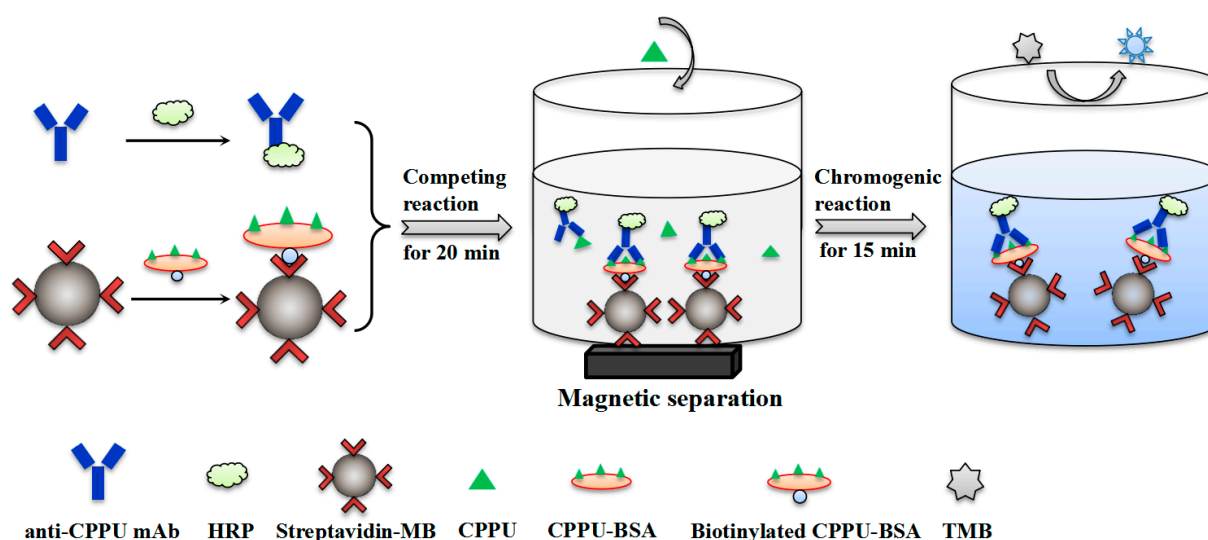 Competing
reaction
for 20 min
Chromogenic
reaction
for 15 min
Magnetic separation
anti-CPPU mAb
HRP
Streptavidin-MB
CPPU
CPPU-BSA
Biotinylated CPPU-BSA
TMB